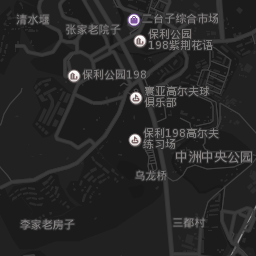 清水堰
二台子综合市场
张家老院子
保利公园
198紫荆花语
保利公园198
寰亚高尔夫球
俱乐部
保利198高尔夫
练习场
中洲中央公园
乌龙桥
李家老房子
三都村